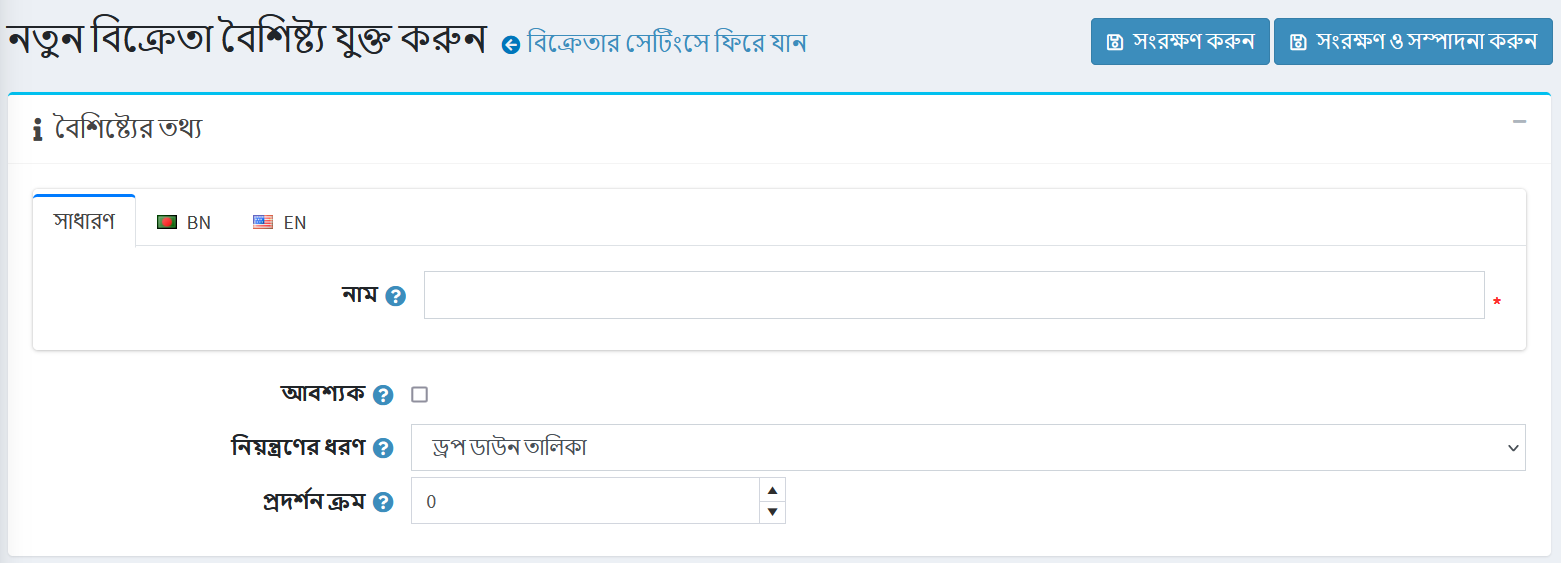 নতুন বিক্রেতা বৈশিষ্ট্য যুক্ত করুন বিক্রেতার সেটিংসে ফিরে যান
সংরক্ষণ করুন সংরক্ষণ ও সম্পাদনা করুন
বৈশিষ্ট্যের তথ্য
সাধারণ BN EN
নাম *
আবশ্যক
নিয়ন্ত্রণের ধরণ ড্রপ ডাউন তালিকা
প্রদর্শন ক্রম 0